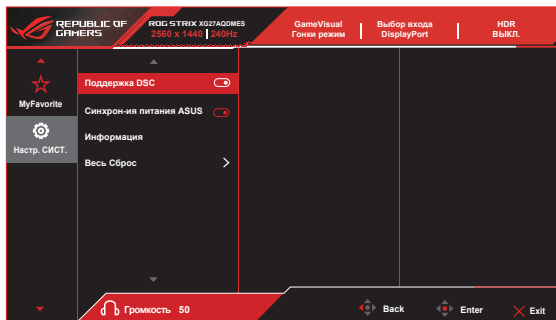 REPUBLIC OF
GAMERS
ROG STRIX XG27AQDMES
2560 x 1440 240Hz
GameVisual
Гонки режим
Выбор входа
DisplayPort
HDR
ВЫКЛ.
MyFavorite
Настр. СИСТ.
Поддержка DSC
Синхрон-ия питания ASUS
Информация
Весь Сброс
Громкость 50
Back
Enter
Exit